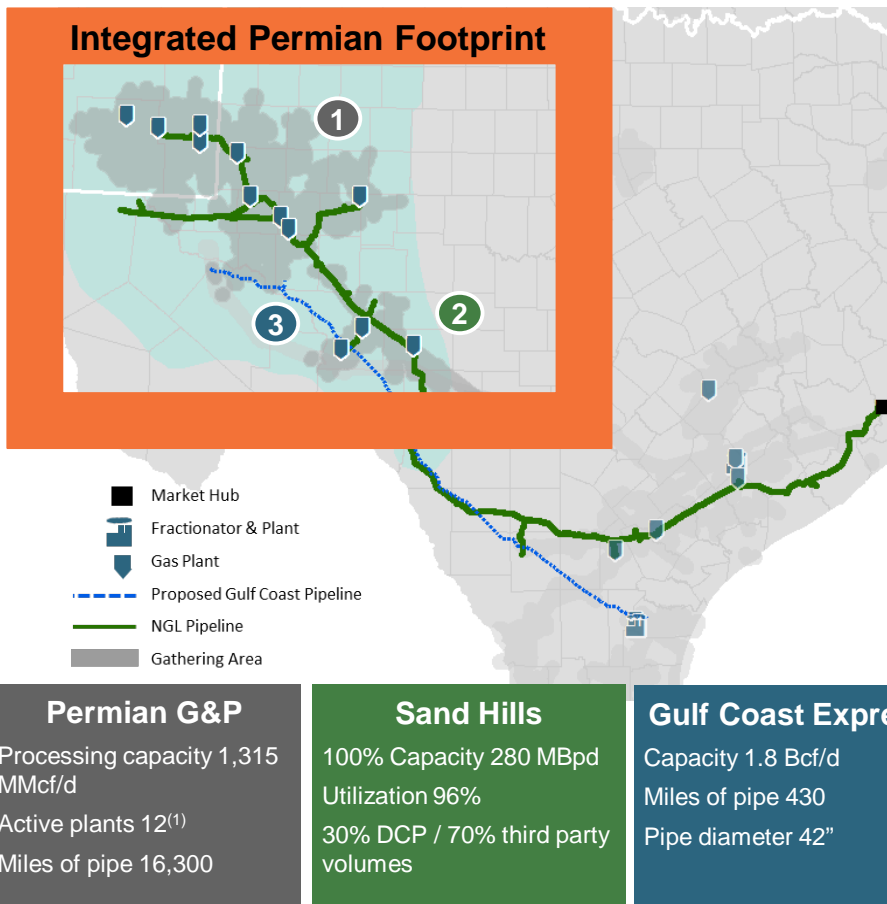 Integrated Permian Footprint
1
2
3
Market Hub
Fractionator & Plant
Gas Plant
Proposed Gulf Coast Pipeline
NGL Pipeline
Gathering Area
Permian G&P
Processing capacity 1,315
MMcf/d
Active plants 12(1)
Miles of pipe 16,300
Sand Hills
100% Capacity 280 MBpd
Utilization 96%
30% DCP / 70% third party
volumes
Gulf Coast Expre
Capacity 1.8 Bcf/d
Miles of pipe 430
Pipe diameter 42”